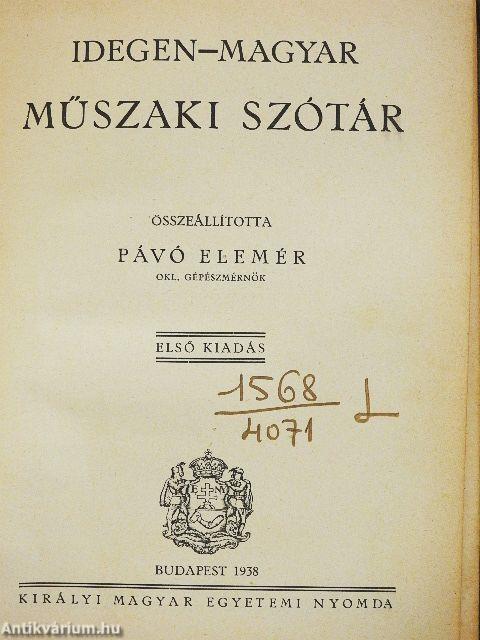 IDEGEN—MAGYAR
MŰSZAKI SZÓTÁR
ÖSSZEÁLLÍTOTTA
PÁVÓ ELEMÉR
OKL. GÉPÉSZMÉRNÖK
ELSŐ KIADÁS
1568
4071
L
E M
BUDAPEST 1938
KIRÁLYI MAGYAR EGYETEMI NYOMDA
Antikvárium.hu